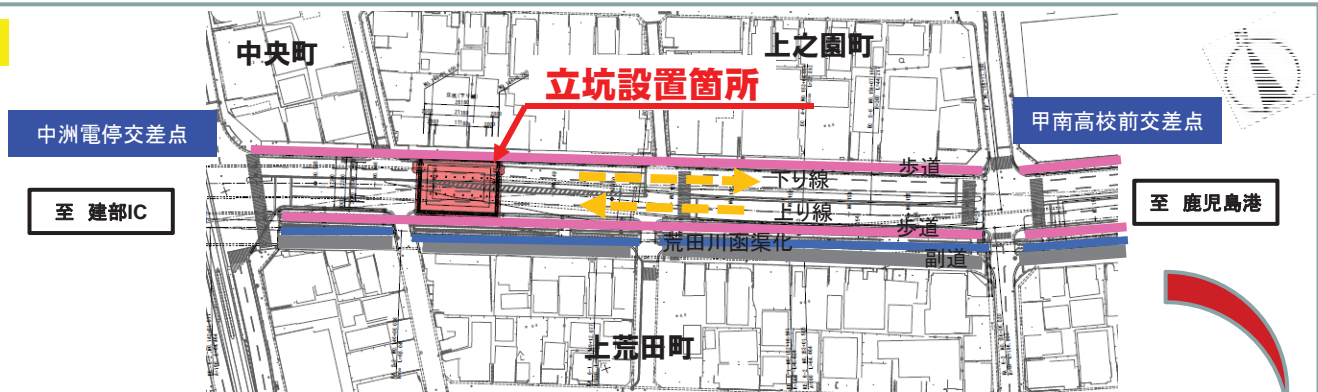 中央町
上之園町
立坑設置箇所
中洲電停交差点
甲南高校前交差点
歩道
下り線
至 建部IC
至 鹿児島港
上り線
歩道
荒田川函渠化
副道
上荒田町